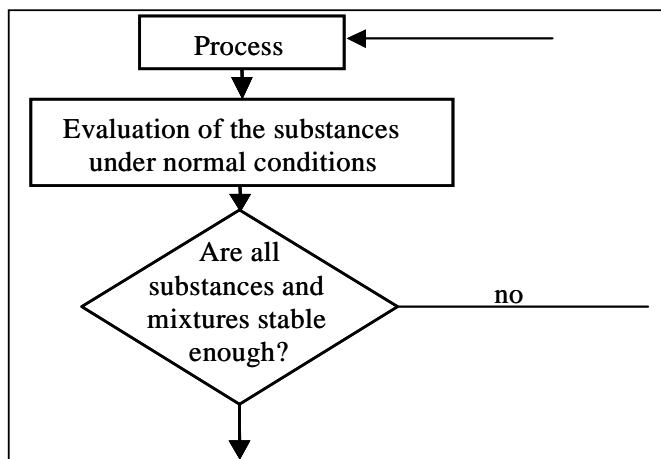 Process
Evaluation of the substances
under normal conditions
Are all
substances and
mixtures stable
enough?
no